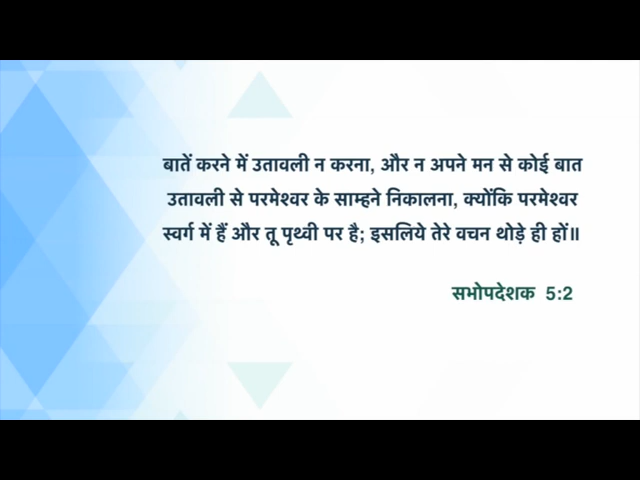 बातें करने में उतावली न करना, और न अपने मन से कोई बात
उतावली से परमेश्वर के साम्हने निकालना, क्योंकि परमेश्वर
स्वर्ग में हैं और तू पृथ्वी पर है; इसलिये तेरे वचन थोड़े ही हों॥
सभोपदेशक 5:2